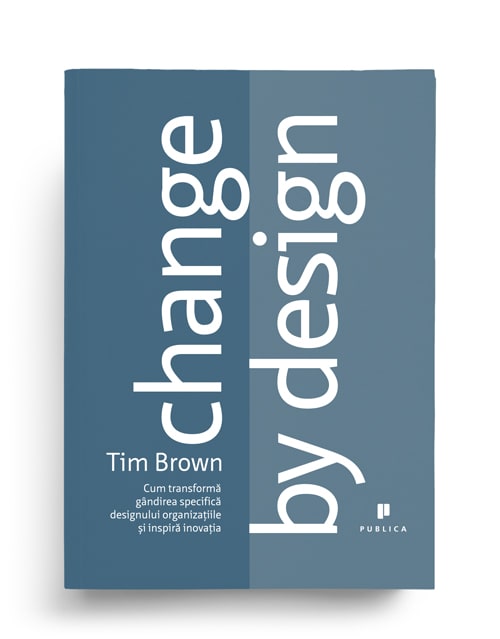 change
by design
Tim Brown
Cum transformă
gândirea specifică
designului organizațiile
și inspiră inovația
PUBLICA